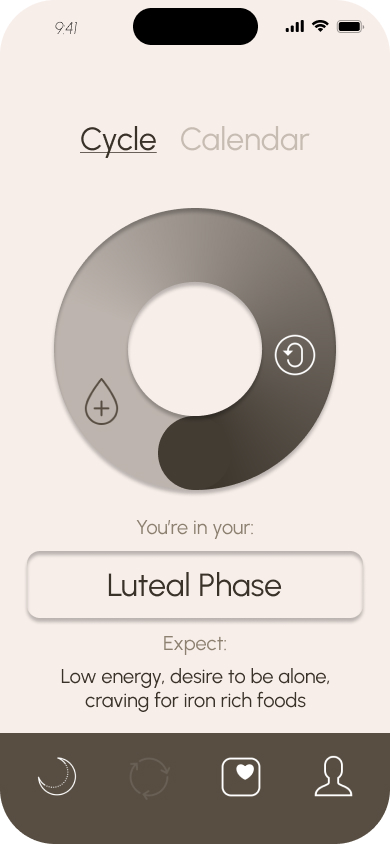 9:41
Cycle Calendar
You're in your:
Luteal Phase
Expect:
Low energy, desire to be alone,
craving for iron rich foods